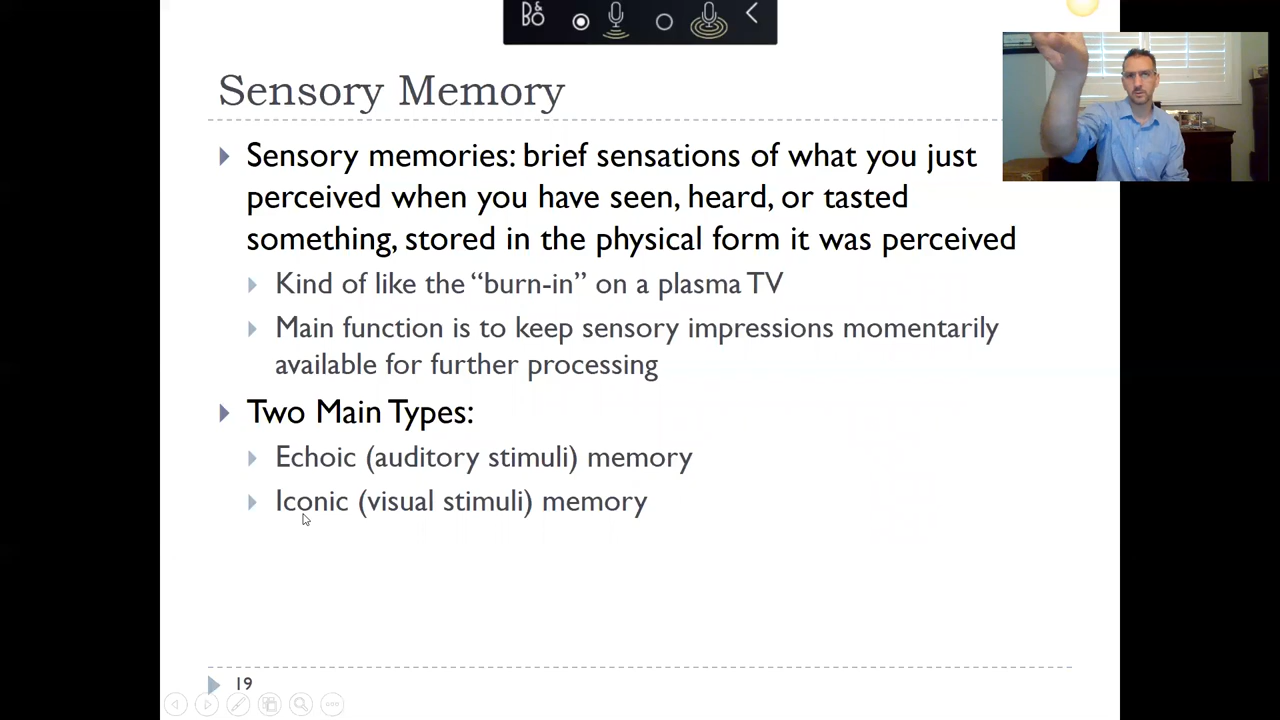 B&O
Sensory Memory
Sensory memories: brief sensations of what you just
perceived when you have seen, heard, or tasted
something, stored in the physical form it was perceived
Kind of like the “burn-in” on a plasma TV
Main function is to keep sensory impressions momentarily
available for further processing
Two Main Types:
Echoic (auditory stimuli) memory
Iconic (visual stimuli) memory
19